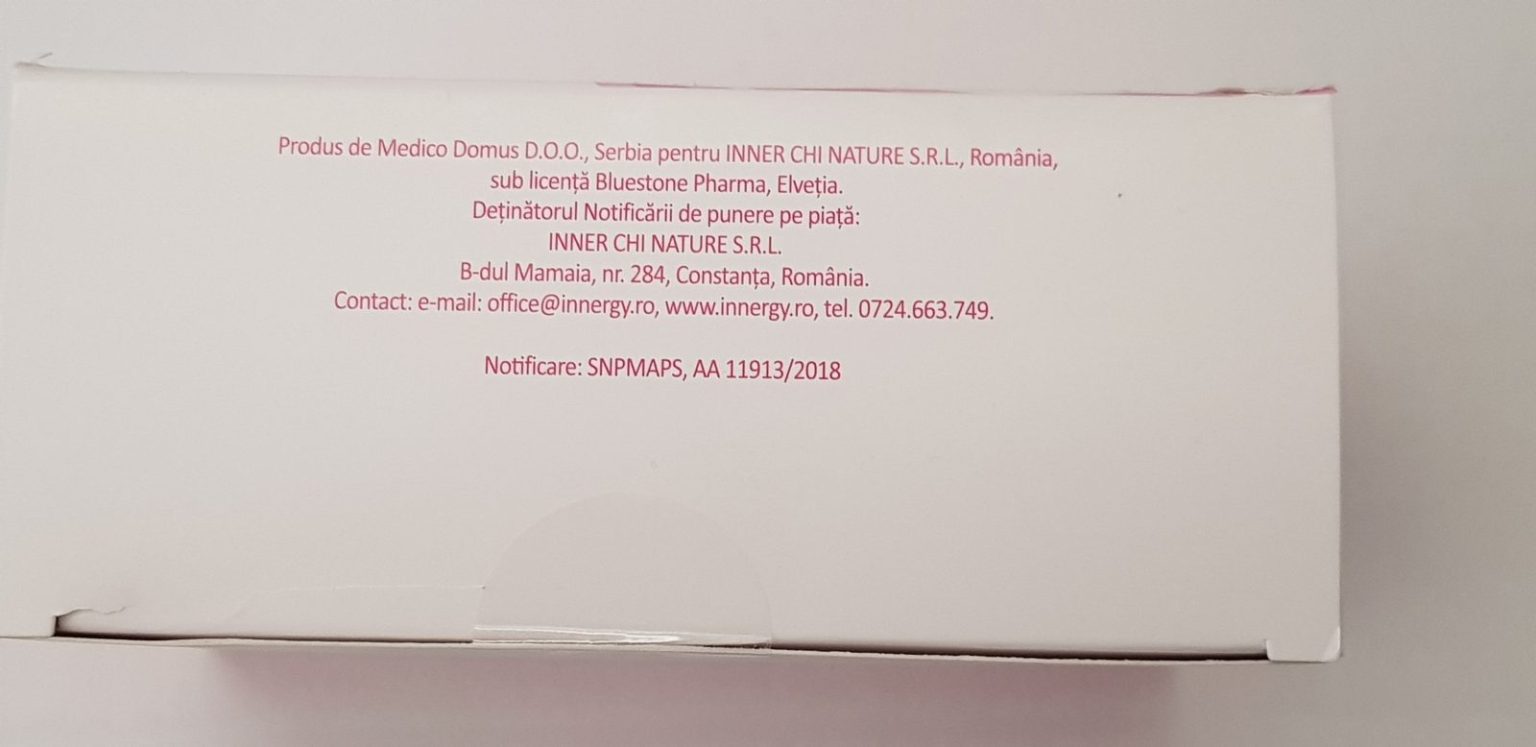 Produs de Medico Domus D.O.O., Serbia pentru INNER CHI NATURE S.R.L., România,
sub licență Bluestone Pharma, Elveția.
Deținătorul Notificării de punere pe piață:
INNER CHI NATURE S.R.L.
B-dul Mamaia, nr. 284, Constanța, România.
Contact: e-mail: office@innergy.ro, www.innergy.ro, tel. 0724.663.749.
Notificare: SNPMAPS, AA 11913/2018